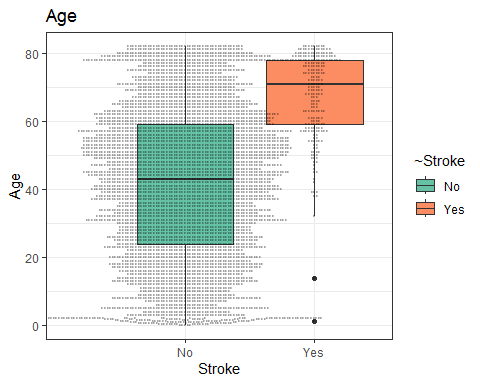 Age
80
60
40
20
0
Age
No
Yes
Stroke
~Stroke
No
Yes